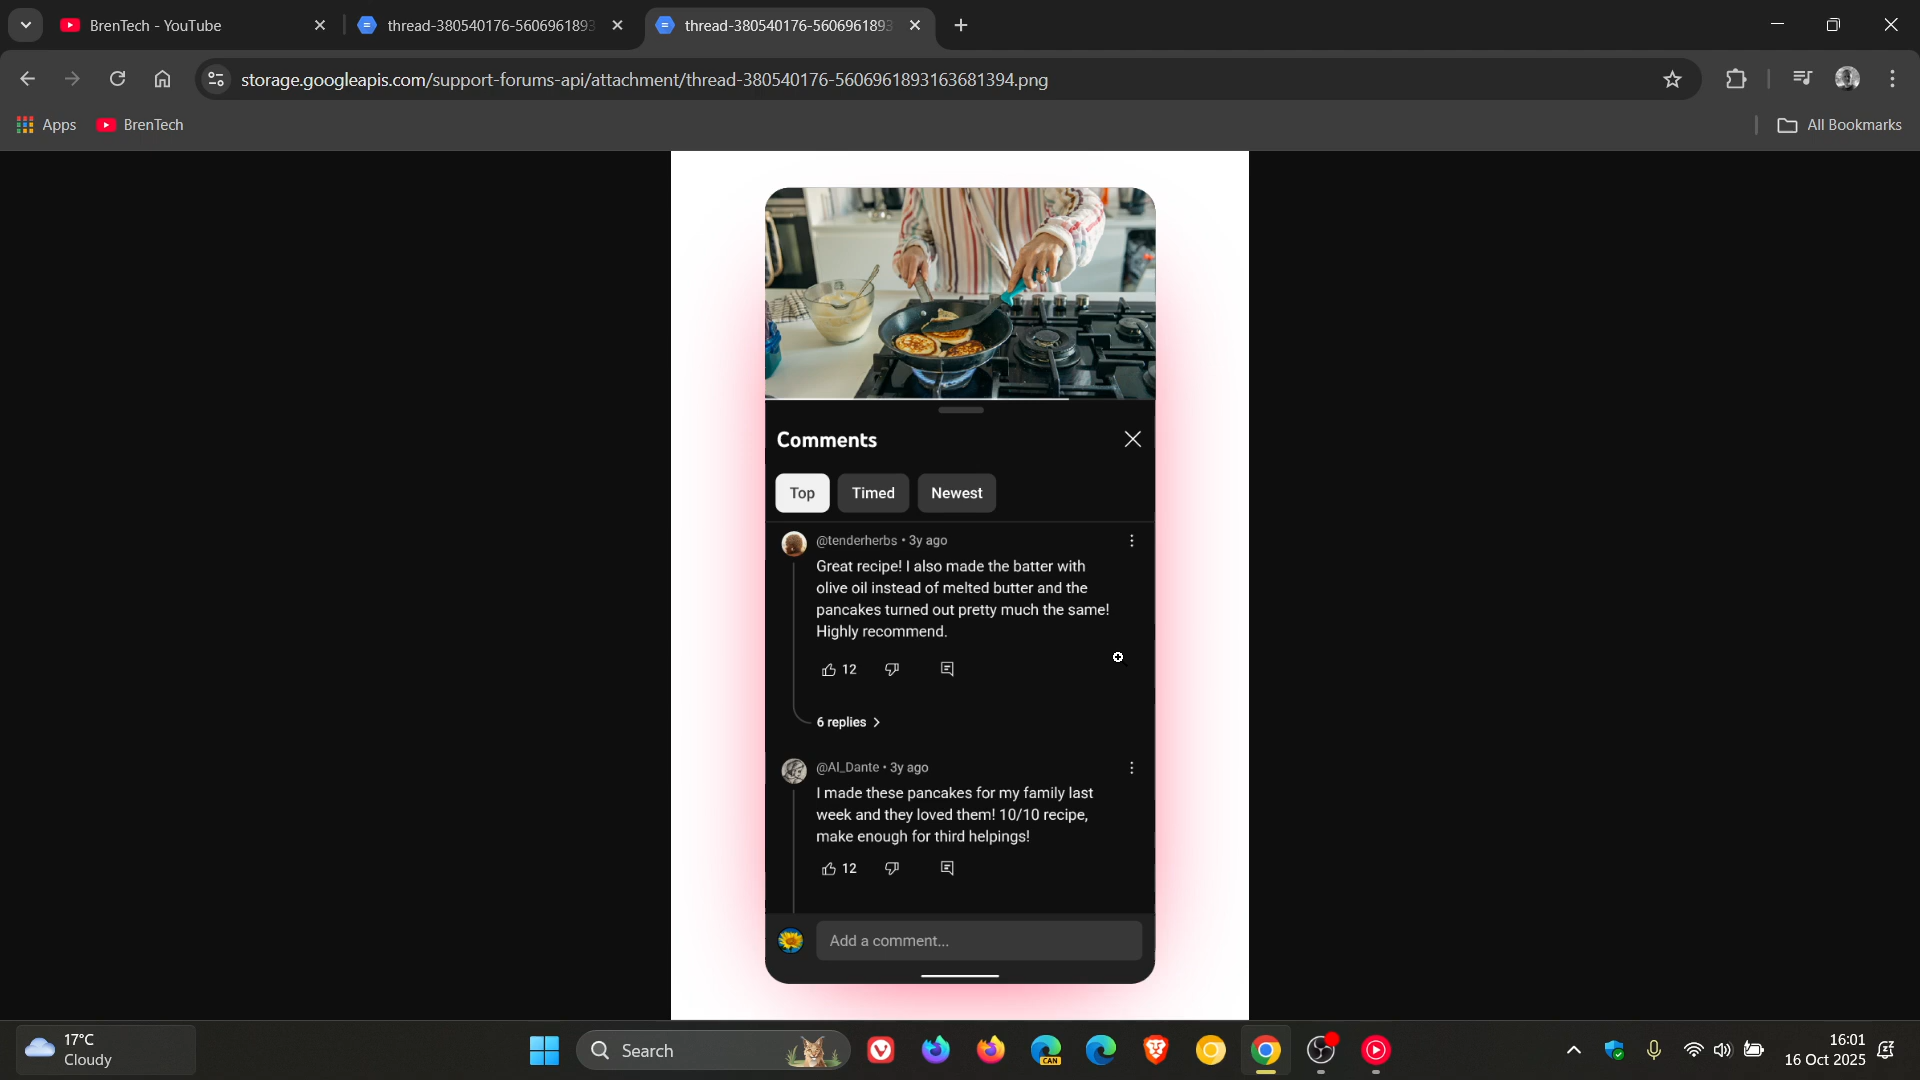 BrenTech - YouTube
thread-380540176-5606961893
thread-380540176-5606961893
storage.googleapis.com/support-forums-api/attachment/thread-380540176-5606961893163681394.png
Apps
BrenTech
All Bookmarks
Comments
Top
Timed
Newest
@tenderherbs • 3y ago
Great recipe! I also made the batter with
olive oil instead of melted butter and the
pancakes turned out pretty much the same!
Highly recommend.
12
6 replies
@Al_Dante • 3y ago
I made these pancakes for my family last
week and they loved them! 10/10 recipe,
make enough for third helpings!
12
Add a comment...
17°C
Cloudy
Search
CAN
16:01
16 Oct 2025